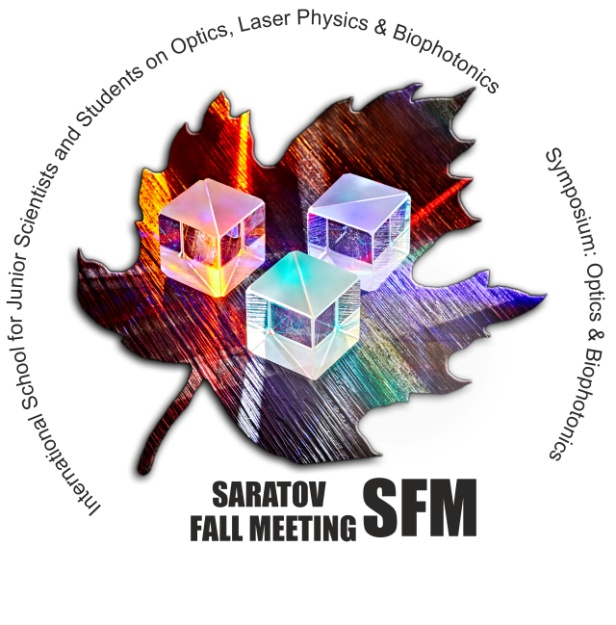 International School for Junior Scientists and Students on Optics, Laser Physics & Biophotonics
Symposium: Optics & Biophotonics
SARATOV
FALL MEETING SFM